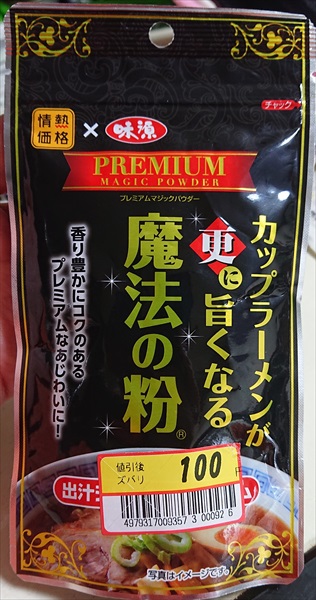 チャック
情熱価格
×
味源
PREMIUM
MAGIC POWDER
プレミアムマジックパウダー
カップラーメンが
更に旨くなる
魔法の粉®
香り豊かにコクのある
プレミアムなあじわいに!
値引後
ズバリ
100
円
4979317009357 3 00092 6
出汁
写真はイメージです。